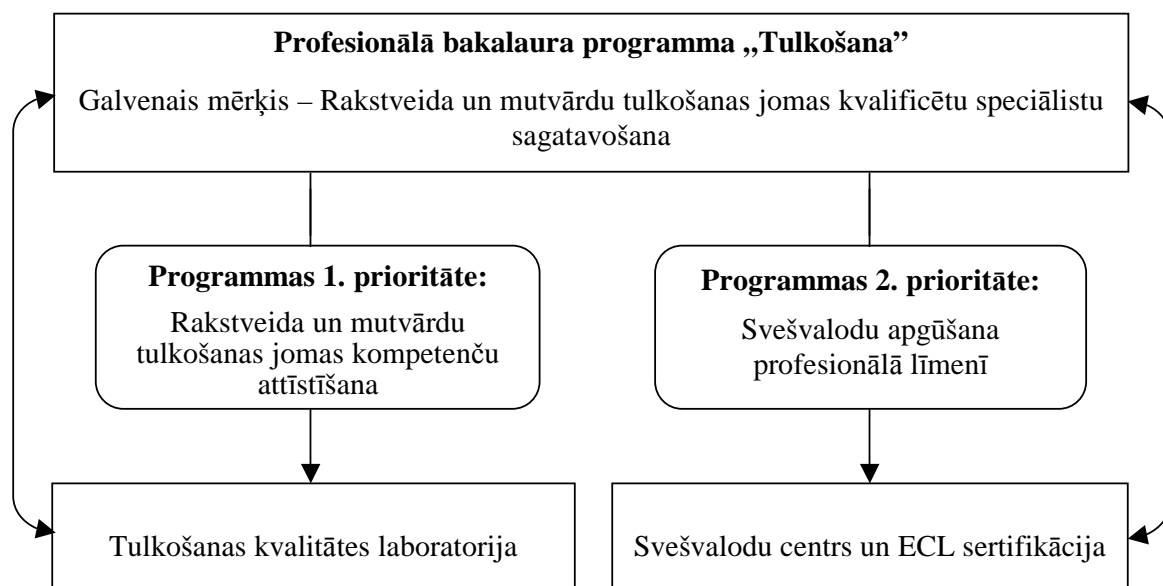 Profesionālā bakalaura programma „Tulkošana”
Galvenais mērķis – Rakstveida un mutvārdu tulkošanas jomas kvalificētu speciālistu
sagatavošana
Programmas 1. prioritāte:
Rakstveida un mutvārdu
tulkošanas jomas kompetenču
attīstīšana
Programmas 2. prioritāte:
Svešvalodu apgūšana
profesionālā līmenī
Tulkošanas kvalitātes laboratorija
Svešvalodu centrs un ECL sertifikācija